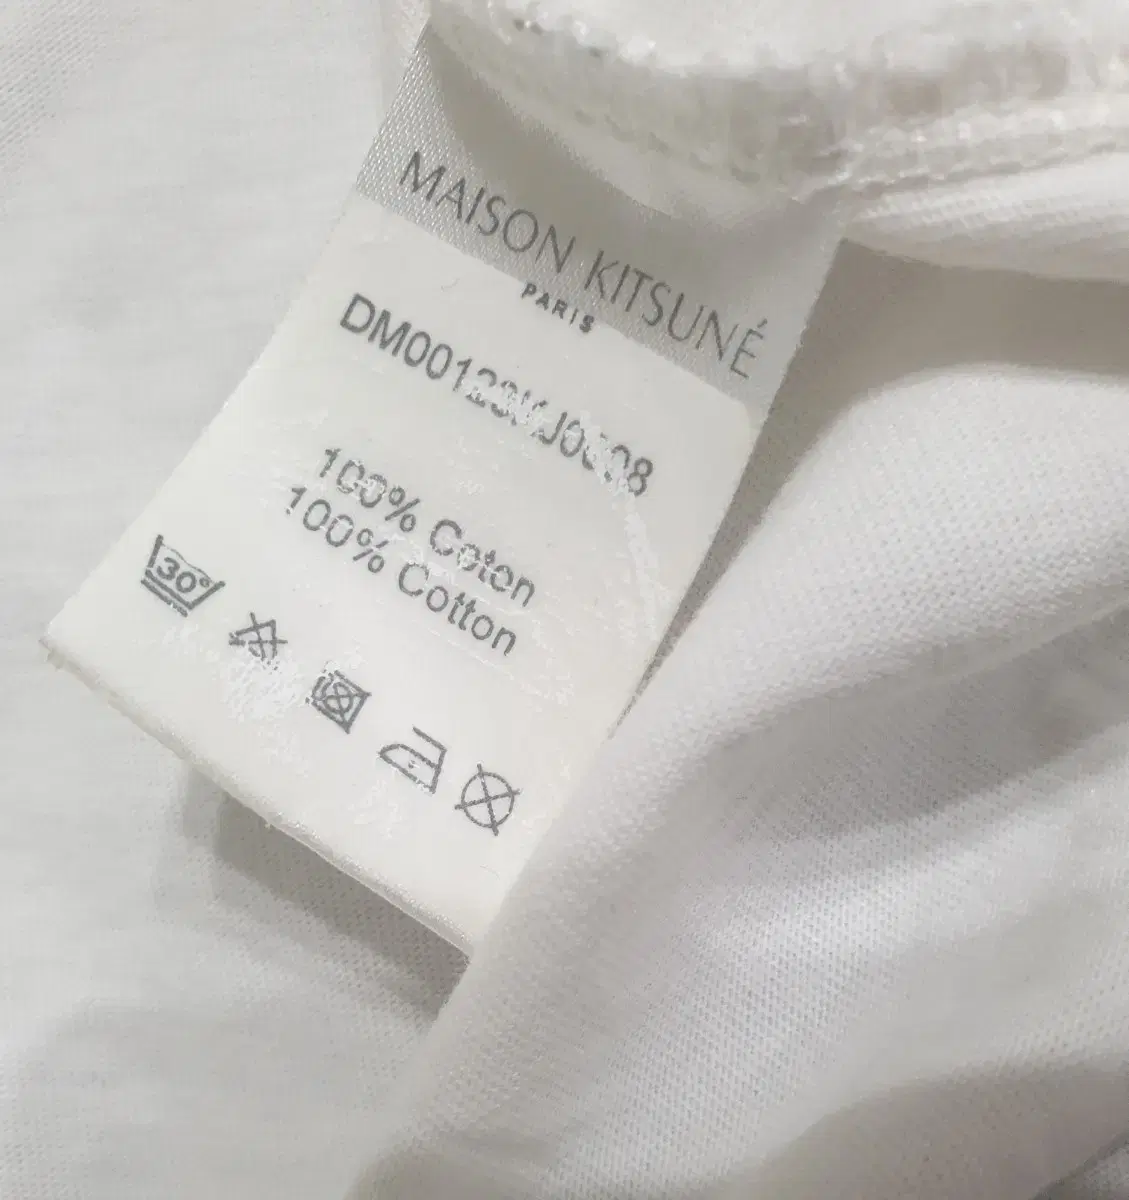 MAISON KITSUNÉ
PARIS
100% Coton
100% Cotton
30°